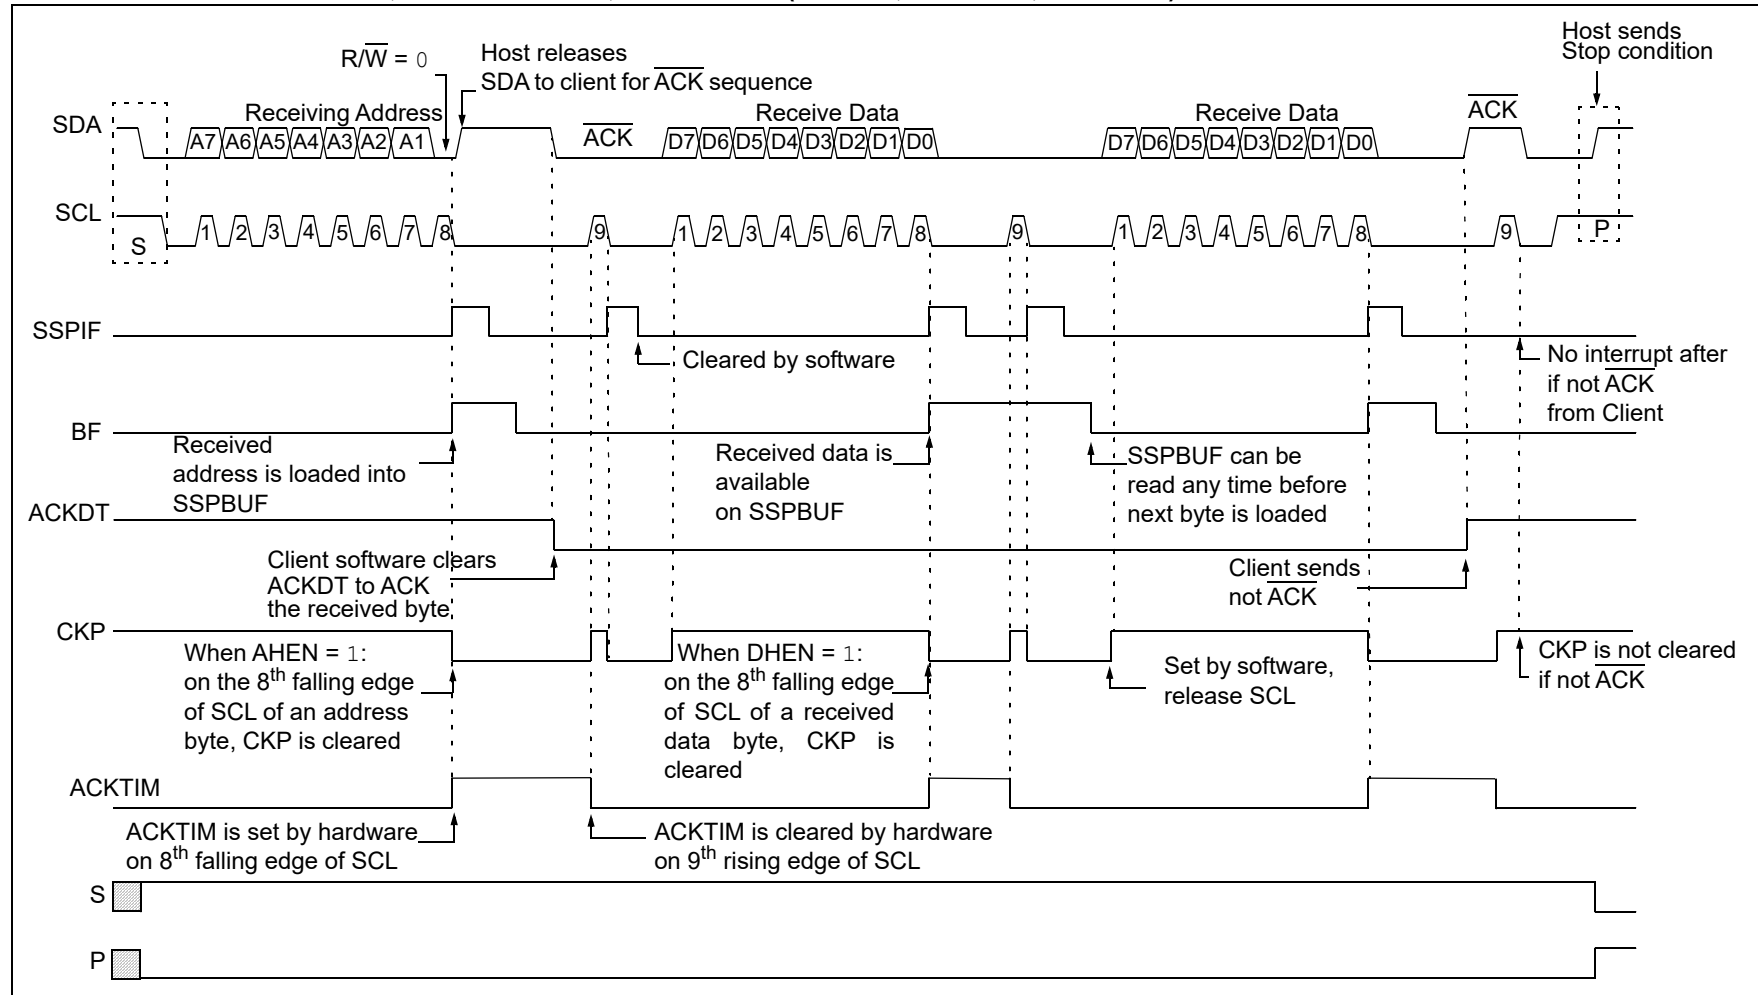 Host sends
Stop condition
Host releases
SDA to client for ACK sequence
R/W = 0
Receiving Address
Receive Data
Receive Data
ACK
SDA
A7 A6 A5 A4 A3 A2 A1
ACK
D7 D6 D5 D4 D3 D2 D1 D0
D7 D6 D5 D4 D3 D2 D1 D0
SCL
S
1 2 3 4 5 6 7 8
9
1 2 3 4 5 6 7 8
9
1 2 3 4 5 6 7 8
9
P
SSPIF
Cleared by software
No interrupt after
if not ACK
from Client
BF
Received
address is loaded into
SSPBUF
Received data is
available
on SSPBUF
SSPBUF can be
read any time before
next byte is loaded
ACKDT
Client software clears
ACKDT to ACK
the received byte
Client sends
not ACK
CKP
When AHEN = 1:
on the 8th falling edge
of SCL of an address
byte, CKP is cleared
When DHEN = 1:
on the 8th falling edge
of SCL of a received
data byte, CKP is
cleared
Set by software,
release SCL
CKP is not cleared
if not ACK
ACKTIM
ACKTIM is set by hardware
on 8th falling edge of SCL
ACKTIM is cleared by hardware
on 9th rising edge of SCL
S
P